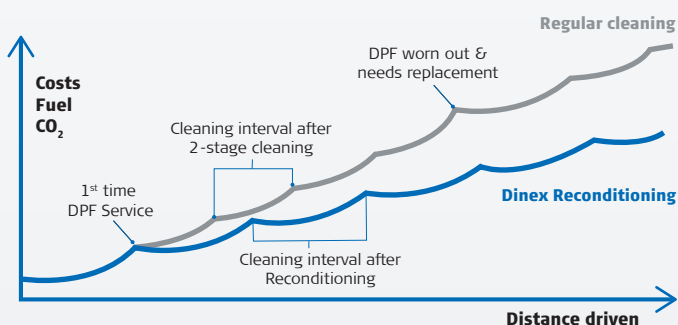 Regular cleaning
DPF worn out &
needs replacement
Costs
Fuel
CO₂
Cleaning interval after
2-stage cleaning
1st time
DPF Service
Dinex Reconditioning
Cleaning interval after
Reconditioning
Distance driven